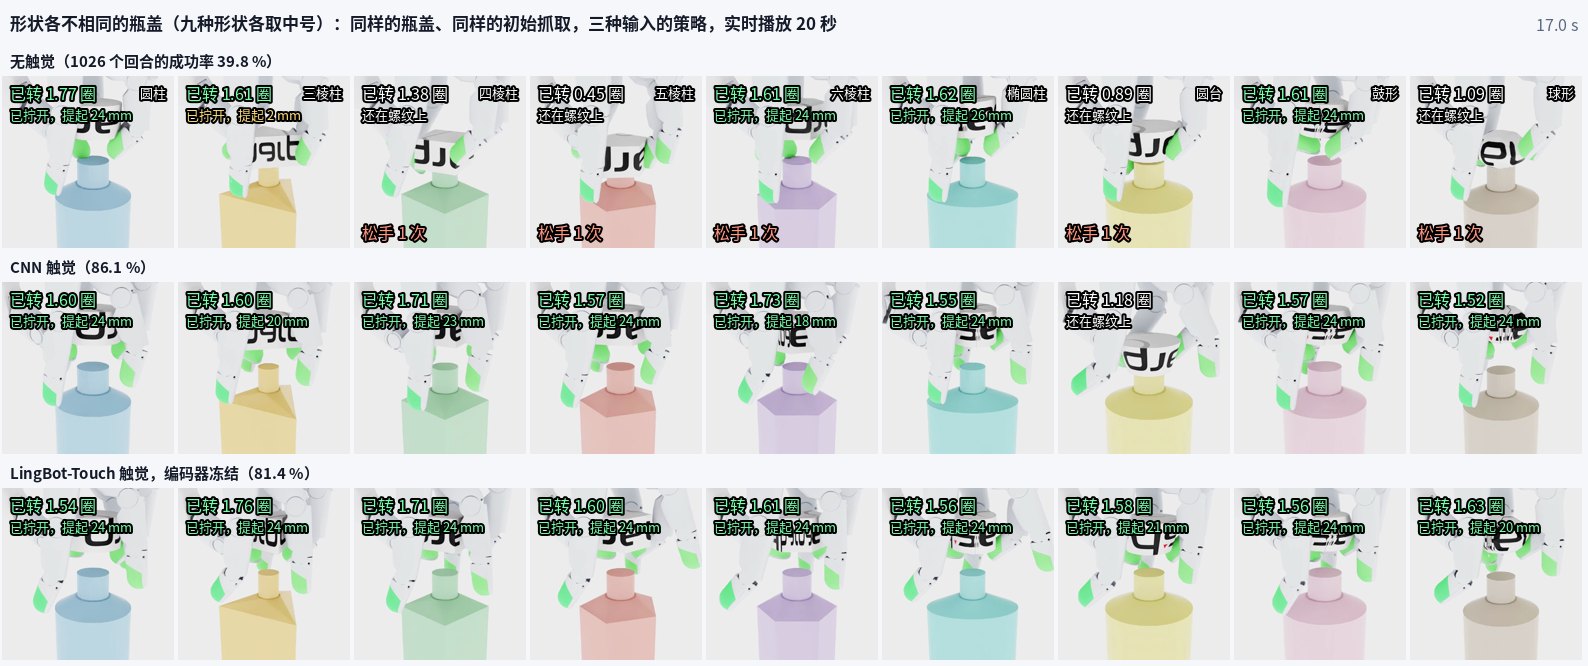 形状各不相同的瓶盖（九种形状各取中号）：同样的瓶盖、同样的初始抓取，三种输入的策略，实时播放 20 秒
17.0 s
无触觉（1026 个回合的成功率 39.8 %）
已转 1.77 圈 圆柱
已拧开，提起 24 mm
已转 1.61 圈 三棱柱
已拧开，提起 2 mm
已转 1.38 圈 四棱柱
还在螺纹上
松手 1 次
已转 0.45 圈 五棱柱
还在螺纹上
松手 1 次
已转 1.61 圈 六棱柱
已拧开，提起 24 mm
松手 1 次
已转 1.62 圈 椭圆柱
已拧开，提起 26 mm
已转 0.89 圈 圆台
还在螺纹上
松手 1 次
已转 1.61 圈 鼓形
已拧开，提起 24 mm
已转 1.09 圈 球形
还在螺纹上
松手 1 次
CNN 触觉（86.1 %）
已转 1.60 圈
已拧开，提起 24 mm
已转 1.60 圈
已拧开，提起 20 mm
已转 1.71 圈
已拧开，提起 23 mm
已转 1.57 圈
已拧开，提起 24 mm
已转 1.73 圈
已拧开，提起 18 mm
已转 1.55 圈
已拧开，提起 24 mm
已转 1.18 圈
还在螺纹上
已转 1.57 圈
已拧开，提起 24 mm
已转 1.52 圈
已拧开，提起 24 mm
LingBot-Touch 触觉，编码器冻结（81.4 %）
已转 1.54 圈
已拧开，提起 24 mm
已转 1.76 圈
已拧开，提起 24 mm
已转 1.71 圈
已拧开，提起 24 mm
已转 1.60 圈
已拧开，提起 24 mm
已转 1.61 圈
已拧开，提起 24 mm
已转 1.56 圈
已拧开，提起 24 mm
已转 1.58 圈
已拧开，提起 21 mm
已转 1.56 圈
已拧开，提起 24 mm
已转 1.63 圈
已拧开，提起 20 mm